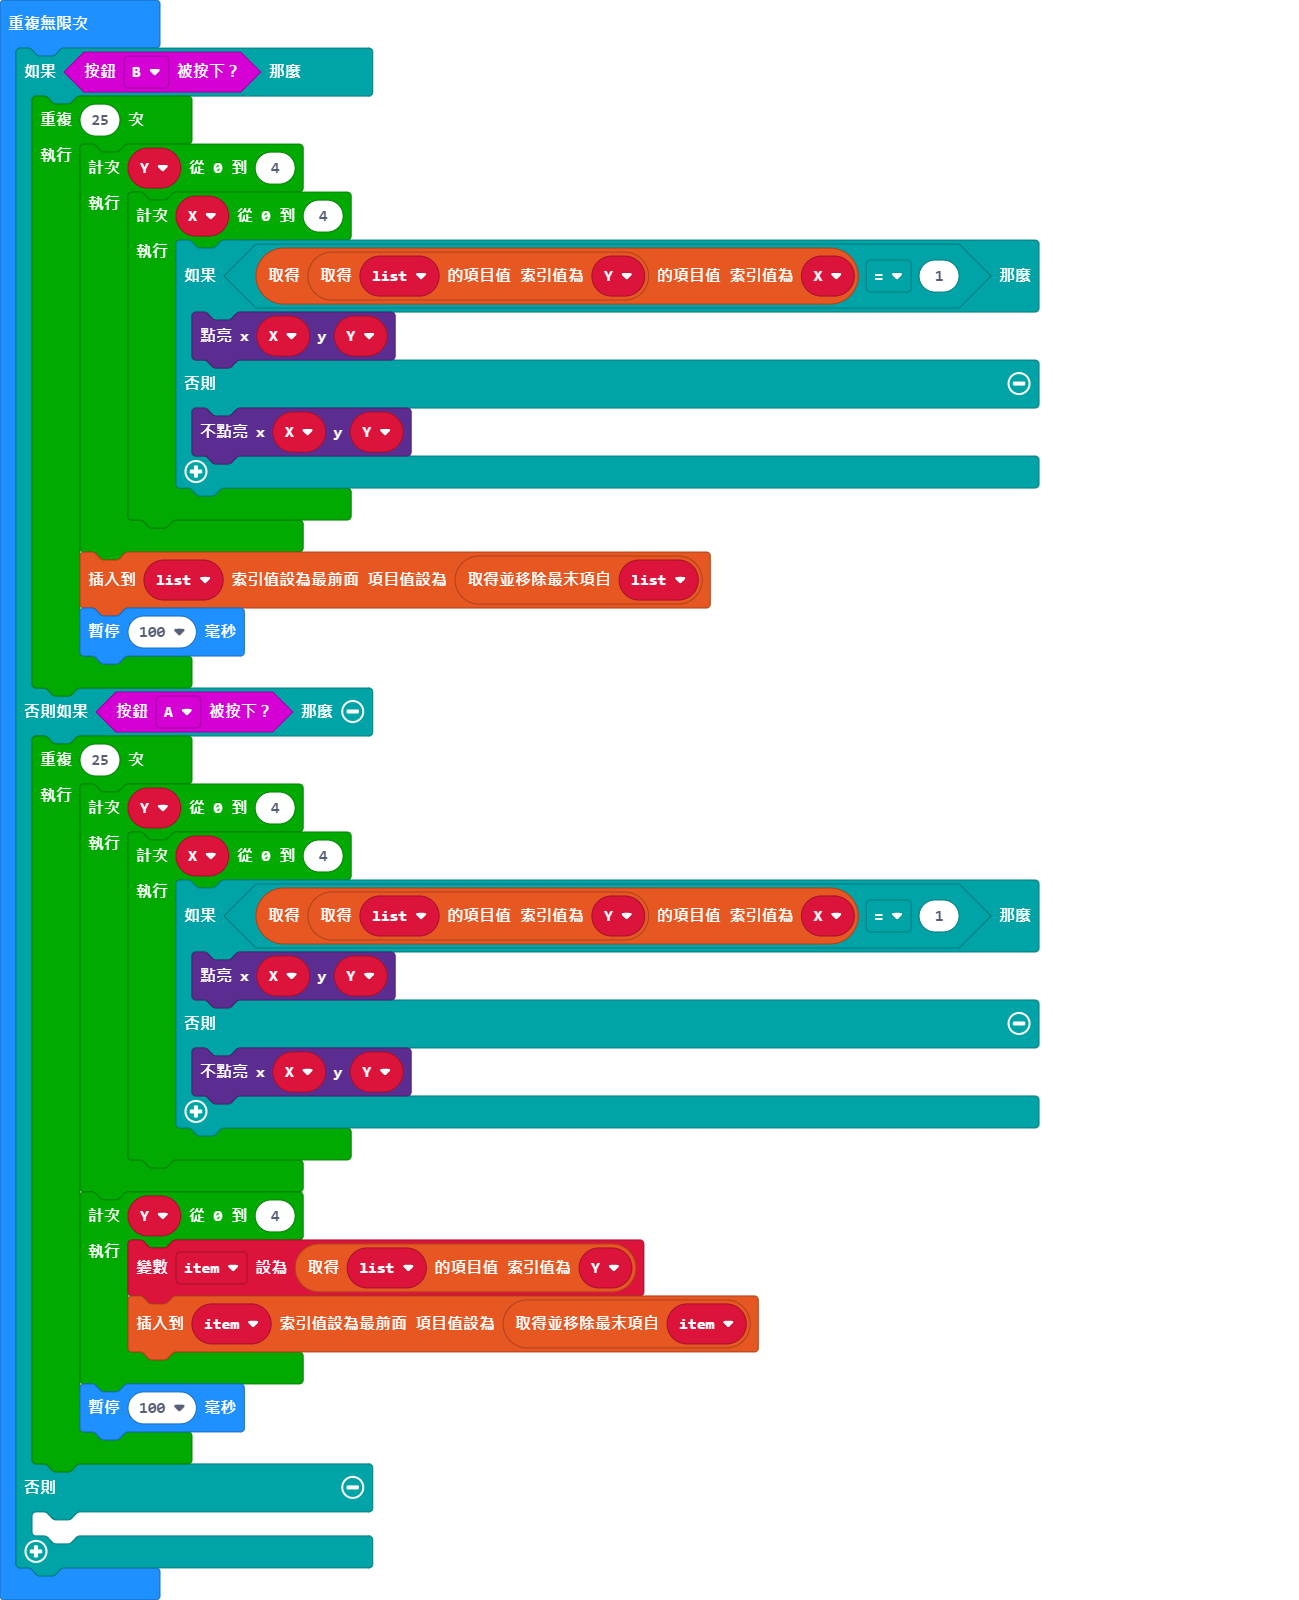 重複無限次
如果 按鈕 B 被按下？ 那麼
重複 25 次
執行
計次 Y 從 0 到 4
執行
計次 X 從 0 到 4
執行
如果 取得 取得 list 的項目值 索引值為 Y 的項目值 索引值為 X = 1 那麼
點亮 x X y Y
否則
不點亮 x X y Y
插入到 list 索引值設為最前面 項目值設為 取得並移除最末項自 list
暫停 100 毫秒
否則如果 按鈕 A 被按下？ 那麼
重複 25 次
執行
計次 Y 從 0 到 4
執行
計次 X 從 0 到 4
執行
如果 取得 取得 list 的項目值 索引值為 Y 的項目值 索引值為 X = 1 那麼
點亮 x X y Y
否則
不點亮 x X y Y
計次 Y 從 0 到 4
執行
變數 item 設為 取得 list 的項目值 索引值為 Y
插入到 item 索引值設為最前面 項目值設為 取得並移除最末項自 item
暫停 100 毫秒
否則